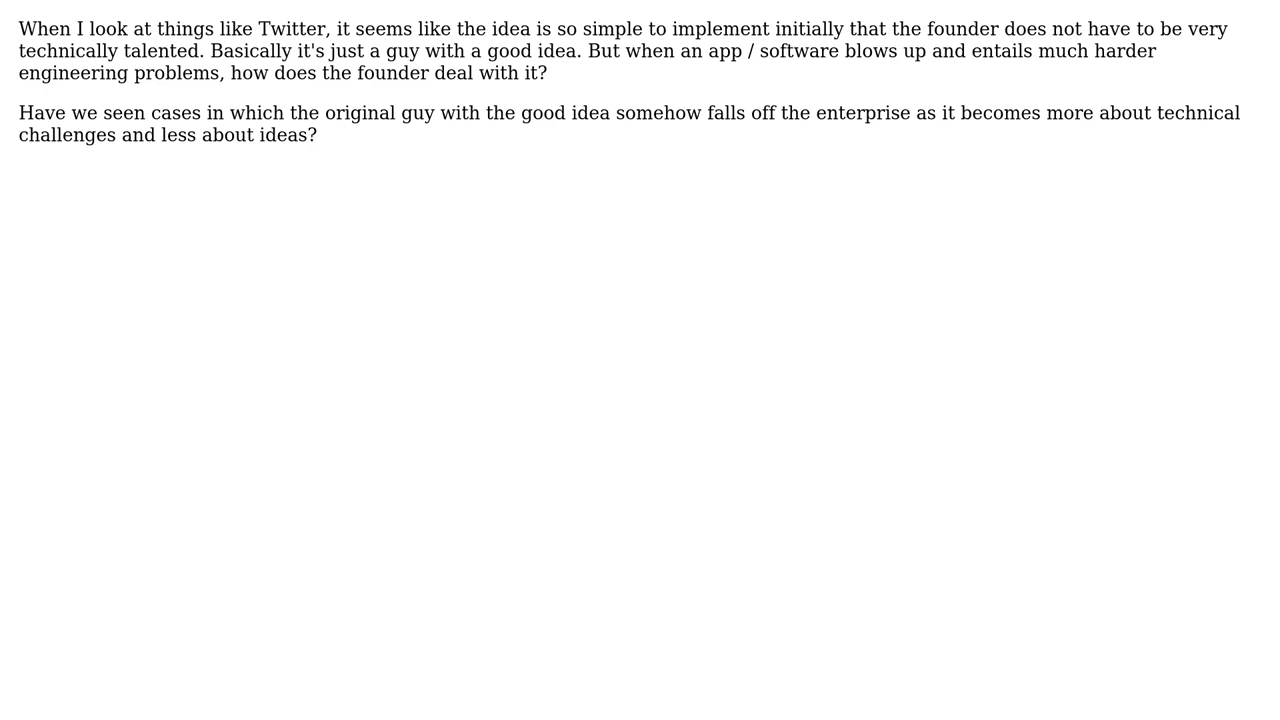 When I look at things like Twitter, it seems like the idea is so simple to implement initially that the founder does not have to be very
technically talented. Basically it's just a guy with a good idea. But when an app / software blows up and entails much harder
engineering problems, how does the founder deal with it?
Have we seen cases in which the original guy with the good idea somehow falls off the enterprise as it becomes more about technical
challenges and less about ideas?